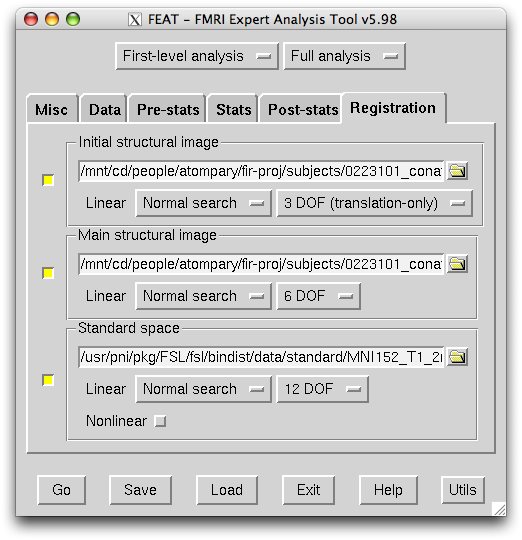 FEAT - FMRI Expert Analysis Tool v5.98
First-level analysis Full analysis
Misc Data Pre-stats Stats Post-stats Registration
Initial structural image
/mnt/cd/people/atompary/fir-proj/subjects/0223101_conat
Linear Normal search 3 DOF (translation-only)
Main structural image
/mnt/cd/people/atompary/fir-proj/subjects/0223101_conat
Linear Normal search 6 DOF
Standard space
/usr/pni/pkg/FSL/fsl/bindist/data/standard/MNI152_T1_2
Linear Normal search 12 DOF
Nonlinear
Go Save Load Exit Help Utils